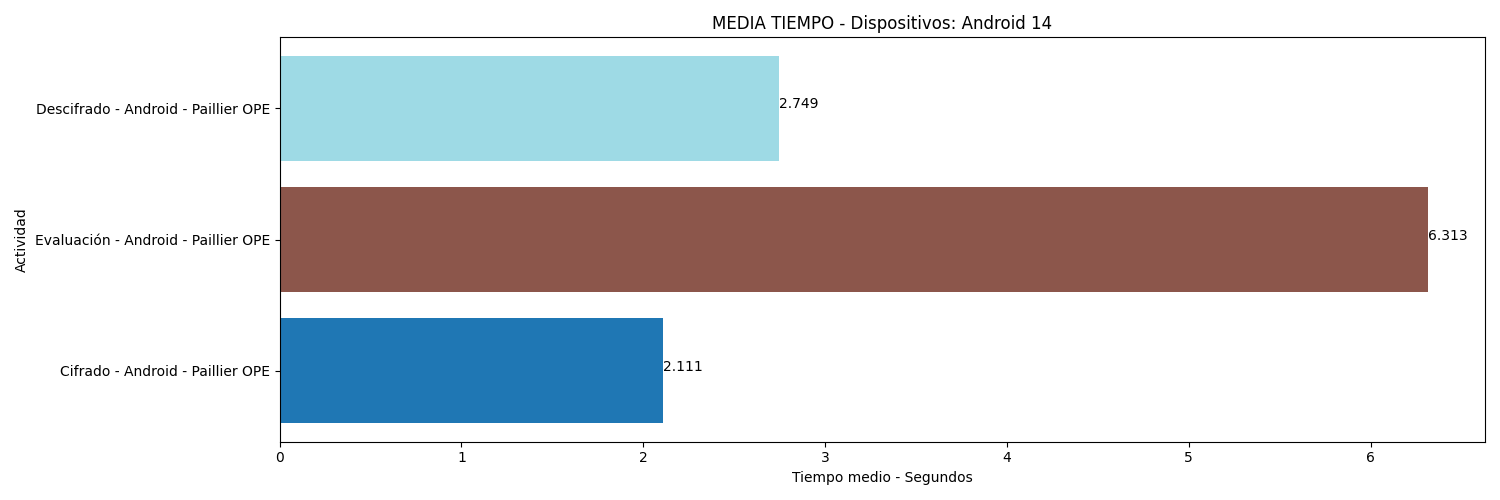 MEDIA TIEMPO - Dispositivos: Android 14
Descifrado - Android - Paillier OPE
2.749
Evaluación - Android - Paillier OPE
6.313
Cifrado - Android - Paillier OPE
2.111
Actividad
0 1 2 3 4 5 6
Tiempo medio - Segundos